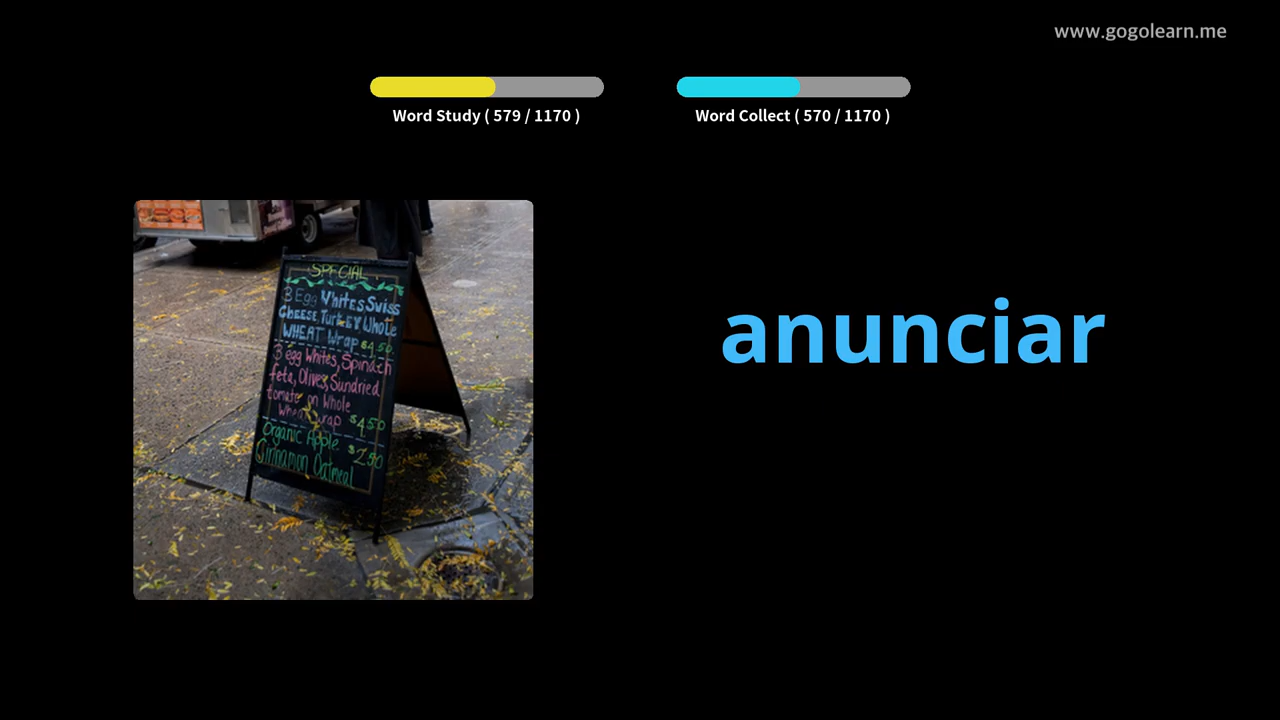 www.gogolearn.me
Word Study ( 579 / 1170 )
Word Collect ( 570 / 1170 )
SPECIAL
3 Egg Whites, Swiss
Cheese, Turkey Whole
WHEAT Wrap $4.50
3 egg Whites, Spinach
feta, Olives, Sundried
tomato on Whole
Wheat Wrap $4.50
Organic Apple $2.50
Cinnamon Oatmeal
anunciar